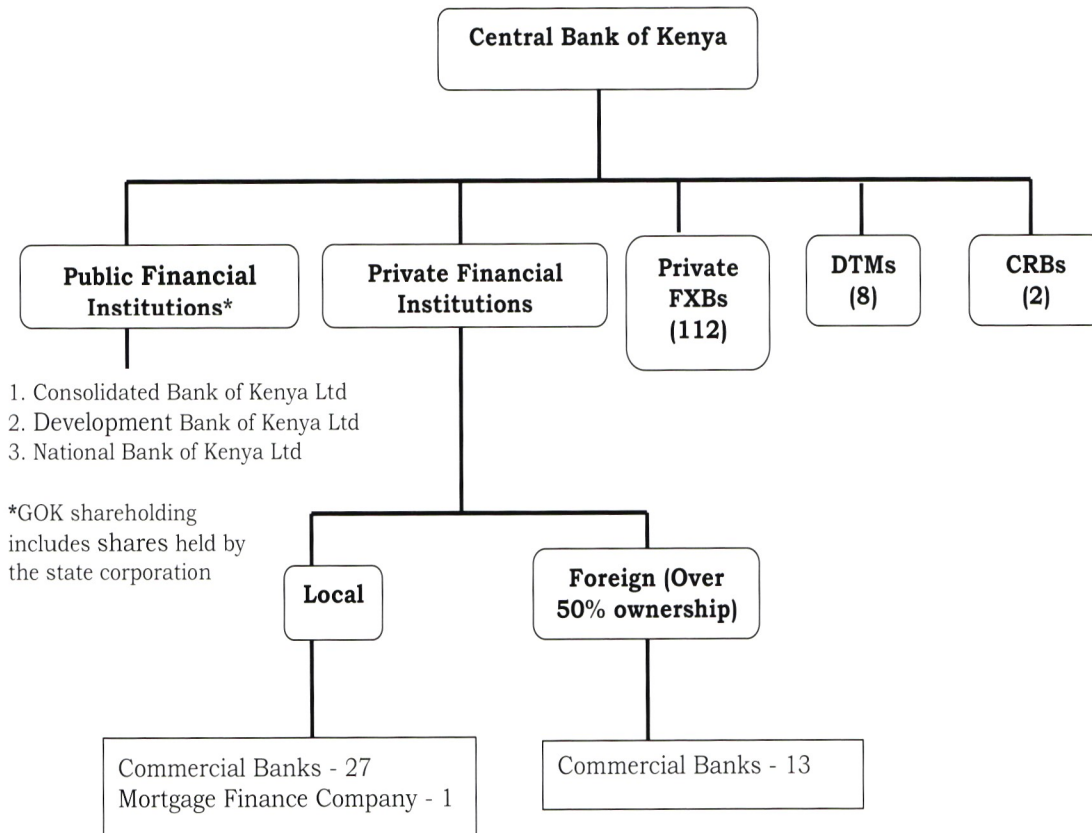 Central Bank of Kenya
Public Financial
Institutions*
Private Financial
Institutions
Private
FXBs
(112)
DTMs
(8)
CRBs
(2)
1. Consolidated Bank of Kenya Ltd
2. Development Bank of Kenya Ltd
3. National Bank of Kenya Ltd
*GOK shareholding
includes shares held by
the state corporation
Local
Foreign (Over
50% ownership)
Commercial Banks - 27
Mortgage Finance Company - 1
Commercial Banks - 13